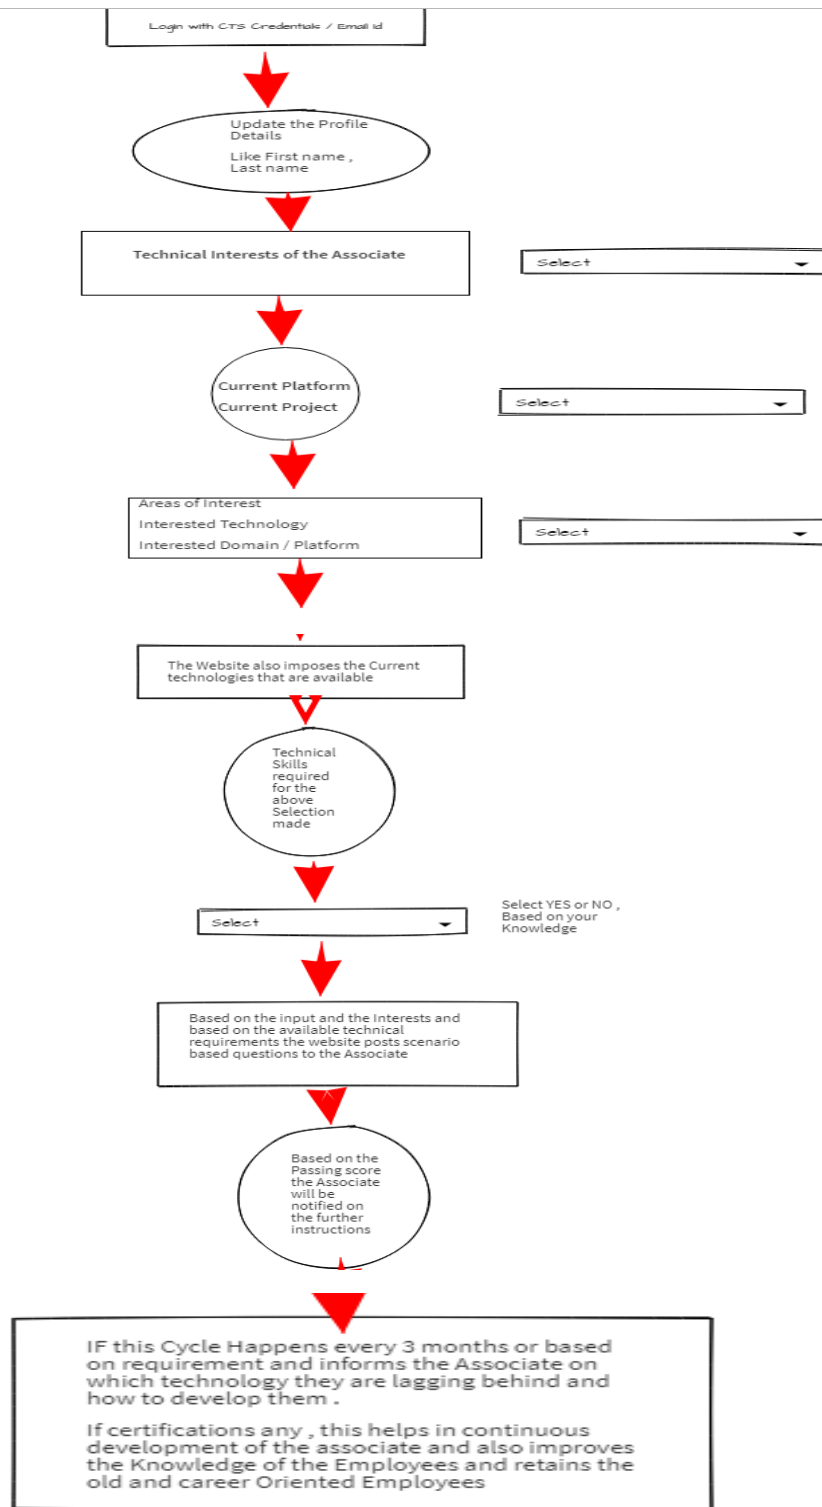 Login with CTS Credentials / Email Id
Update the Profile
Details
Like First name ,
Last name
Technical Interests of the Associate
Select
Current Platform
Current Project
Select
Areas of Interest
Interested Technology
Interested Domain / Platform
Select
The Website also imposes the Current
technologies that are available
Technical
Skills
required
for the
above
Selection
made
Select
Select YES or NO ,
Based on your
Knowledge
Based on the input and the Interests and
based on the available technical
requirements the website posts scenario
based questions to the Associate
Based on the
Passing score
the Associate
will be
notified on
the further
instructions
IF this Cycle Happens every 3 months or based
on requirement and informs the Associate on
which technology they are lagging behind and
how to develop them .
If certifications any , this helps in continuous
development of the associate and also improves
the Knowledge of the Employees and retains the
old and career Oriented Employees